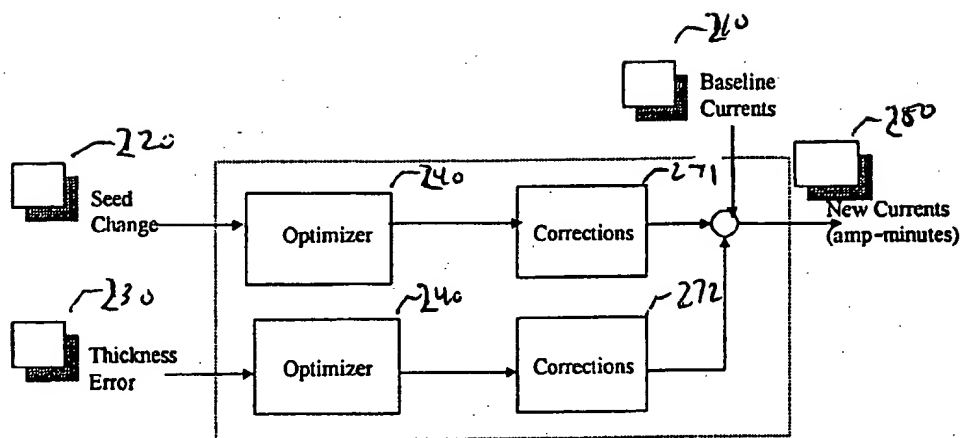 210
Baseline
Currents
220
280
Seed
Change
240
271
Optimizer
Corrections
New Currents
(amp-minutes)
230
240
272
Thickness
Error
Optimizer
Corrections